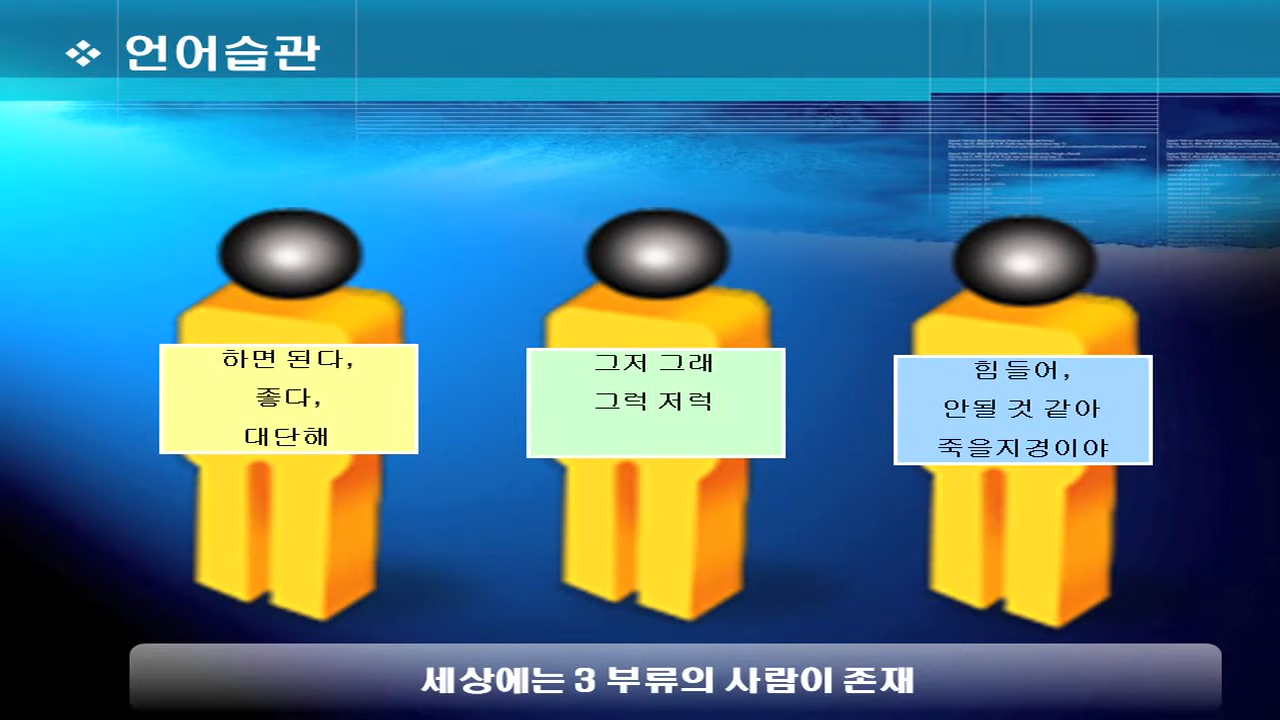 언어습관
하면 된다,
좋다,
대단해
그저 그래
그럭 저럭
힘들어,
안될 것 같아
죽을지경이야
세상에는 3 부류의 사람이 존재